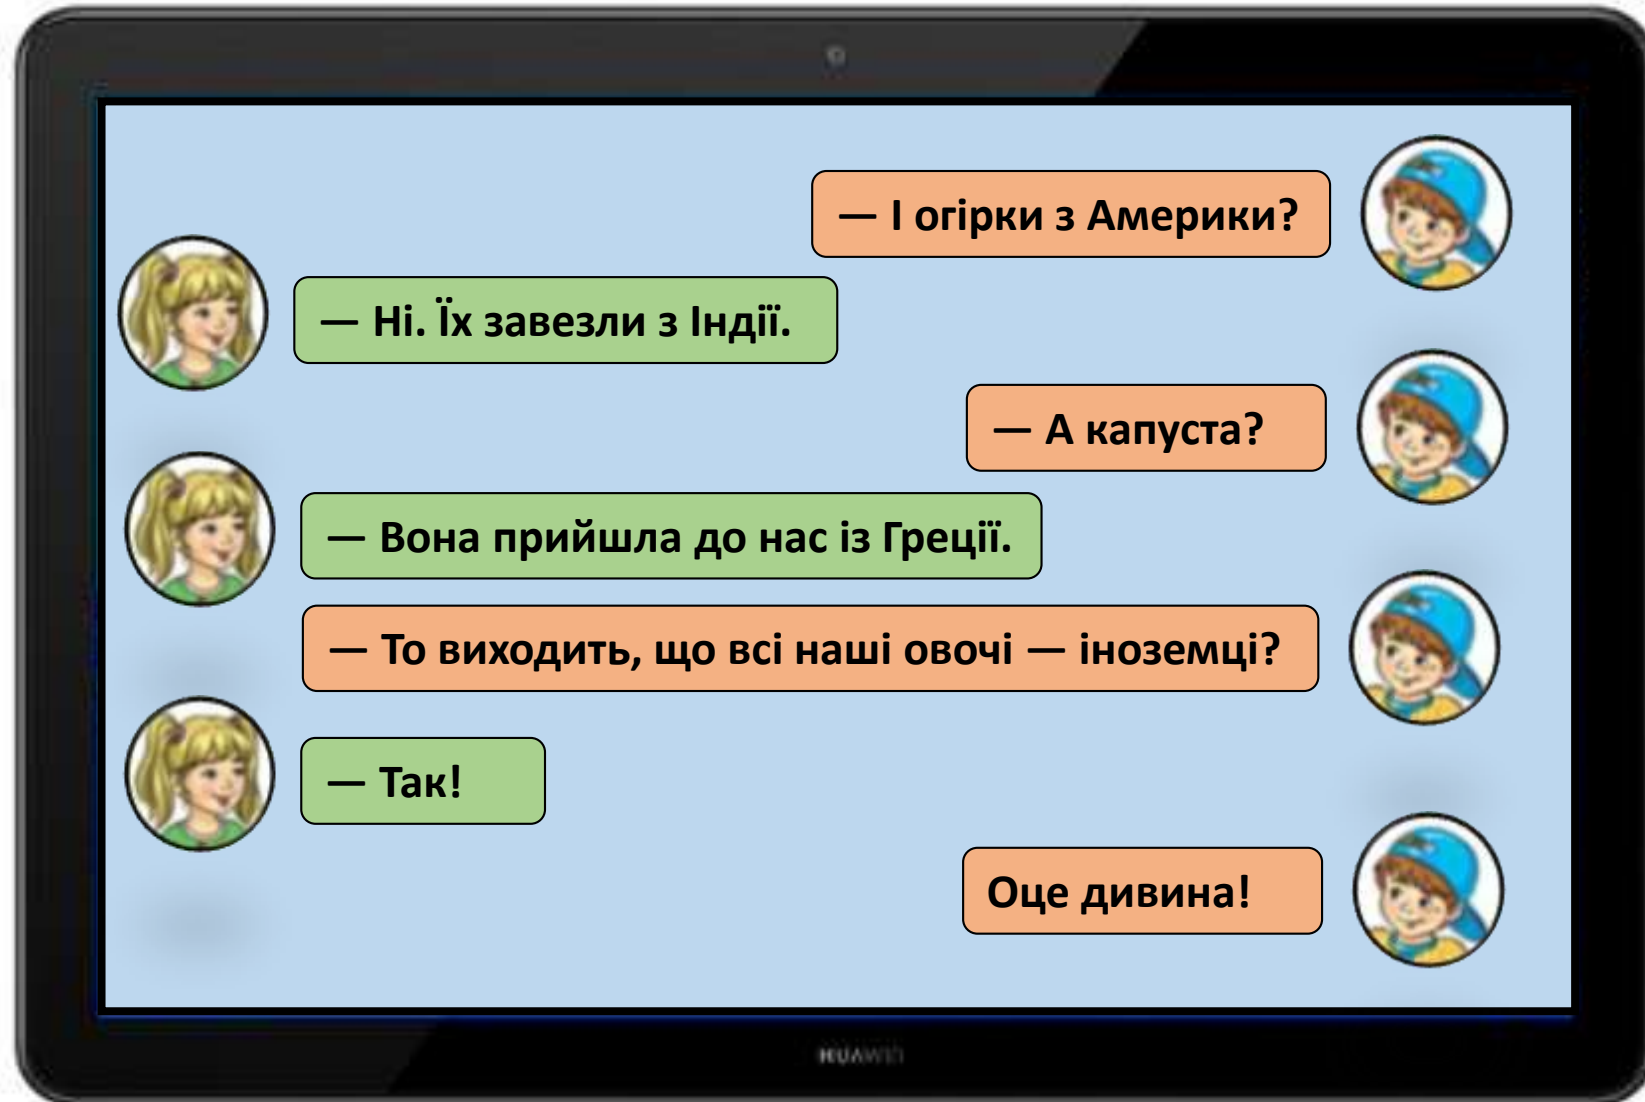 — І огірки з Америки?
— Ні. Їх завезли з Індії.
— А капуста?
— Вона прийшла до нас із Греції.
— То виходить, що всі наші овочі — іноземці?
— Так!
Оце дивина!
HUAWEI